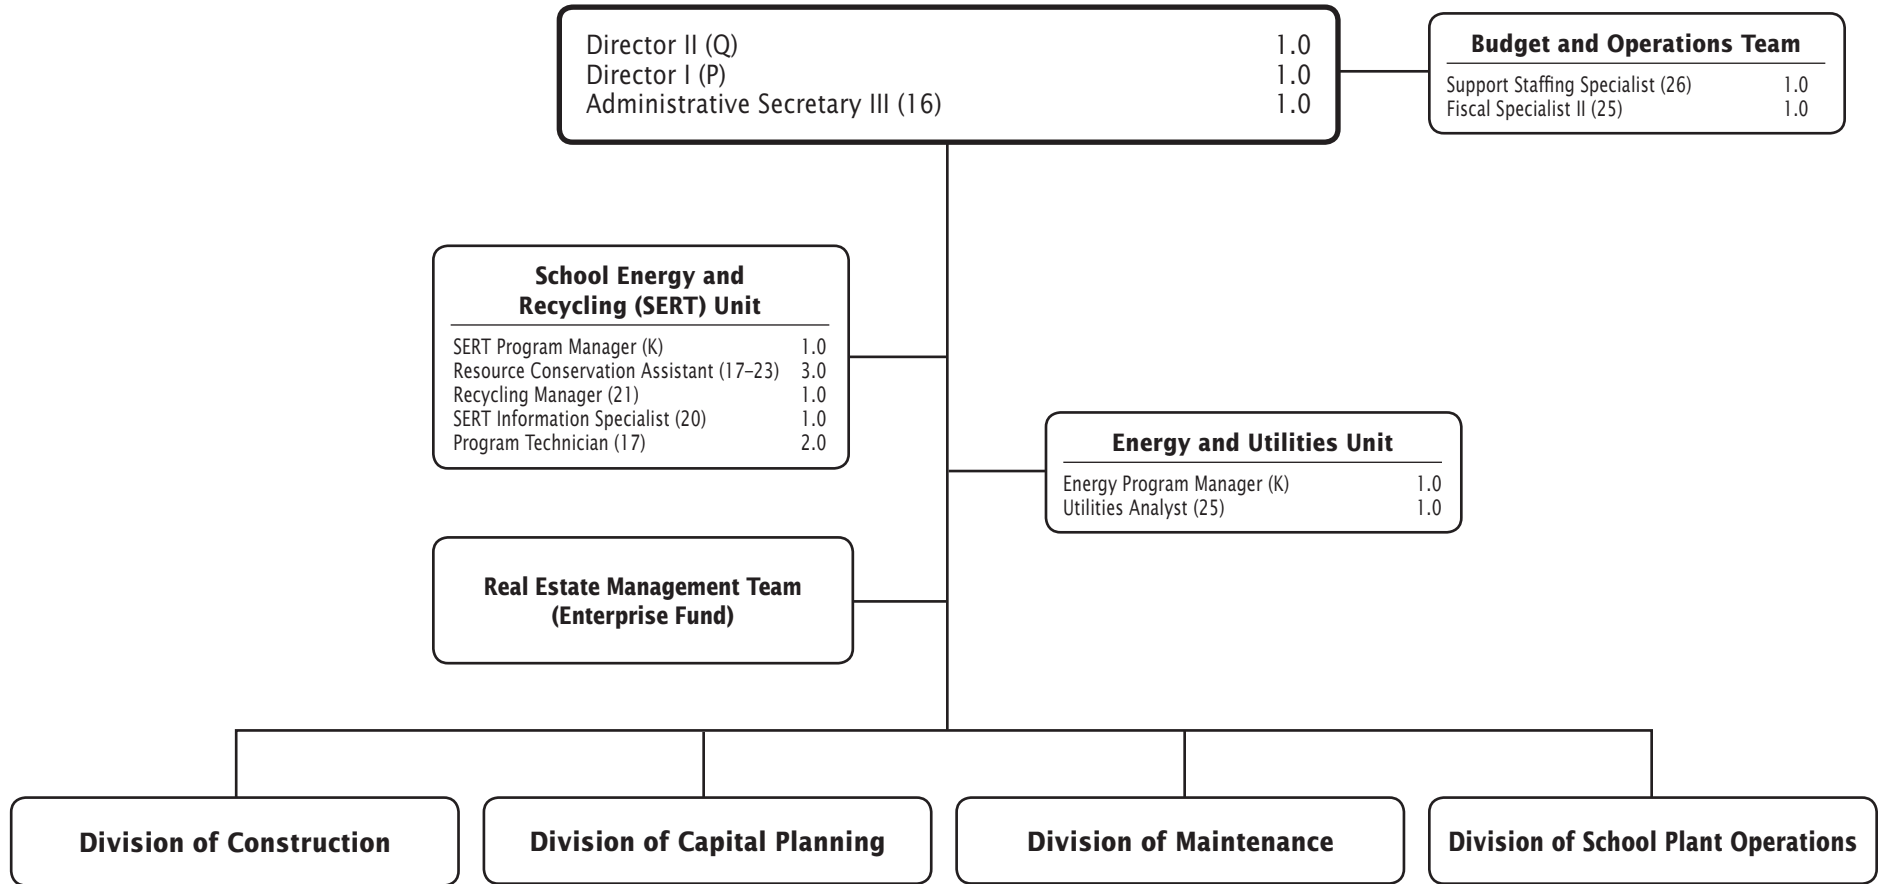 Director II (Q) 1.0
Director I (P) 1.0
Administrative Secretary III (16) 1.0
Budget and Operations Team
Support Staffing Specialist (26) 1.0
Fiscal Specialist II (25) 1.0
School Energy and
Recycling (SERT) Unit
SERT Program Manager (K) 1.0
Resource Conservation Assistant (17–23) 3.0
Recycling Manager (21) 1.0
SERT Information Specialist (20) 1.0
Program Technician (17) 2.0
Energy and Utilities Unit
Energy Program Manager (K) 1.0
Utilities Analyst (25) 1.0
Real Estate Management Team
(Enterprise Fund)
Division of Construction
Division of Capital Planning
Division of Maintenance
Division of School Plant Operations